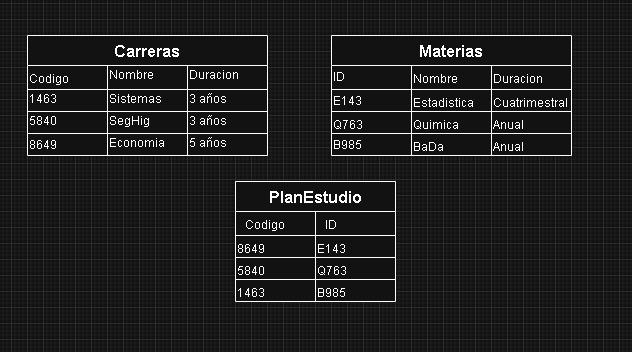 Carreras
Codigo Nombre Duracion
1463 Sistemas 3 años
5840 SegHig 3 años
8649 Economia 5 años
Materias
ID Nombre Duracion
E143 Estadistica Cuatrimestral
Q763 Quimica Anual
B985 BaDa Anual
PlanEstudio
Codigo ID
8649 E143
5840 Q763
1463 B985